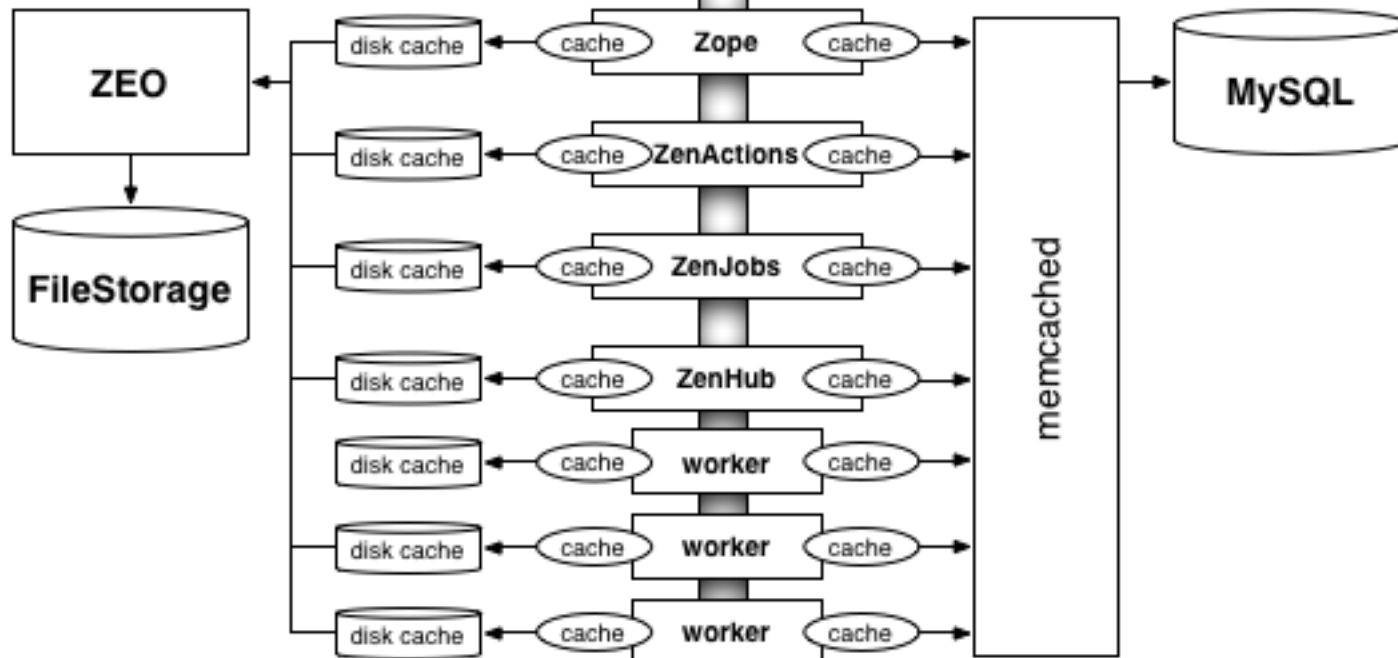 ZEO
FileStorage
disk cache
cache
Zope
cache
disk cache
cache
ZenActions
cache
disk cache
cache
ZenJobs
cache
disk cache
cache
ZenHub
cache
disk cache
cache
worker
cache
disk cache
cache
worker
cache
disk cache
cache
worker
cache
memcached
MySQL